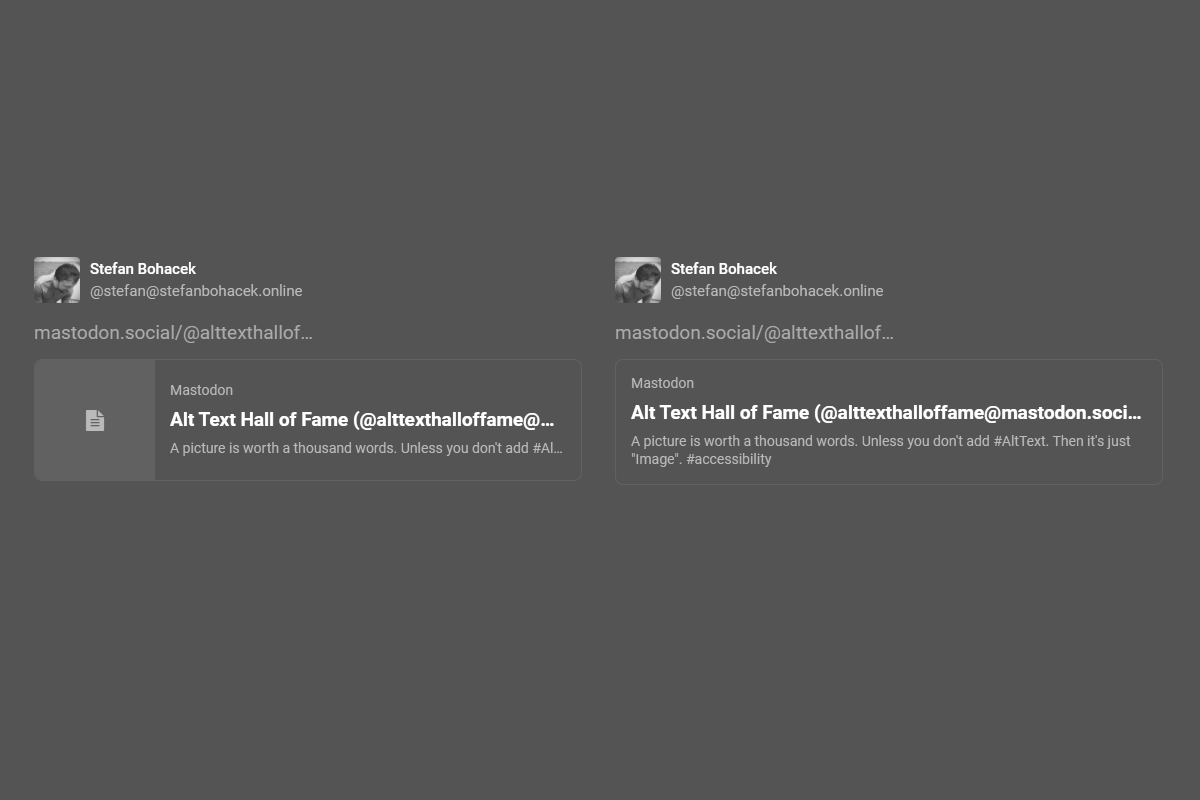 Stefan Bohacek
@stefan@stefanbohacek.online
mastodon.social/@alttexthallof…
Mastodon
Alt Text Hall of Fame (@alttexthalloffame@…
A picture is worth a thousand words. Unless you don't add #Al…
Stefan Bohacek
@stefan@stefanbohacek.online
mastodon.social/@alttexthallof…
Mastodon
Alt Text Hall of Fame (@alttexthalloffame@mastodon.soci…
A picture is worth a thousand words. Unless you don't add #AltText. Then it's just
"Image". #accessibility